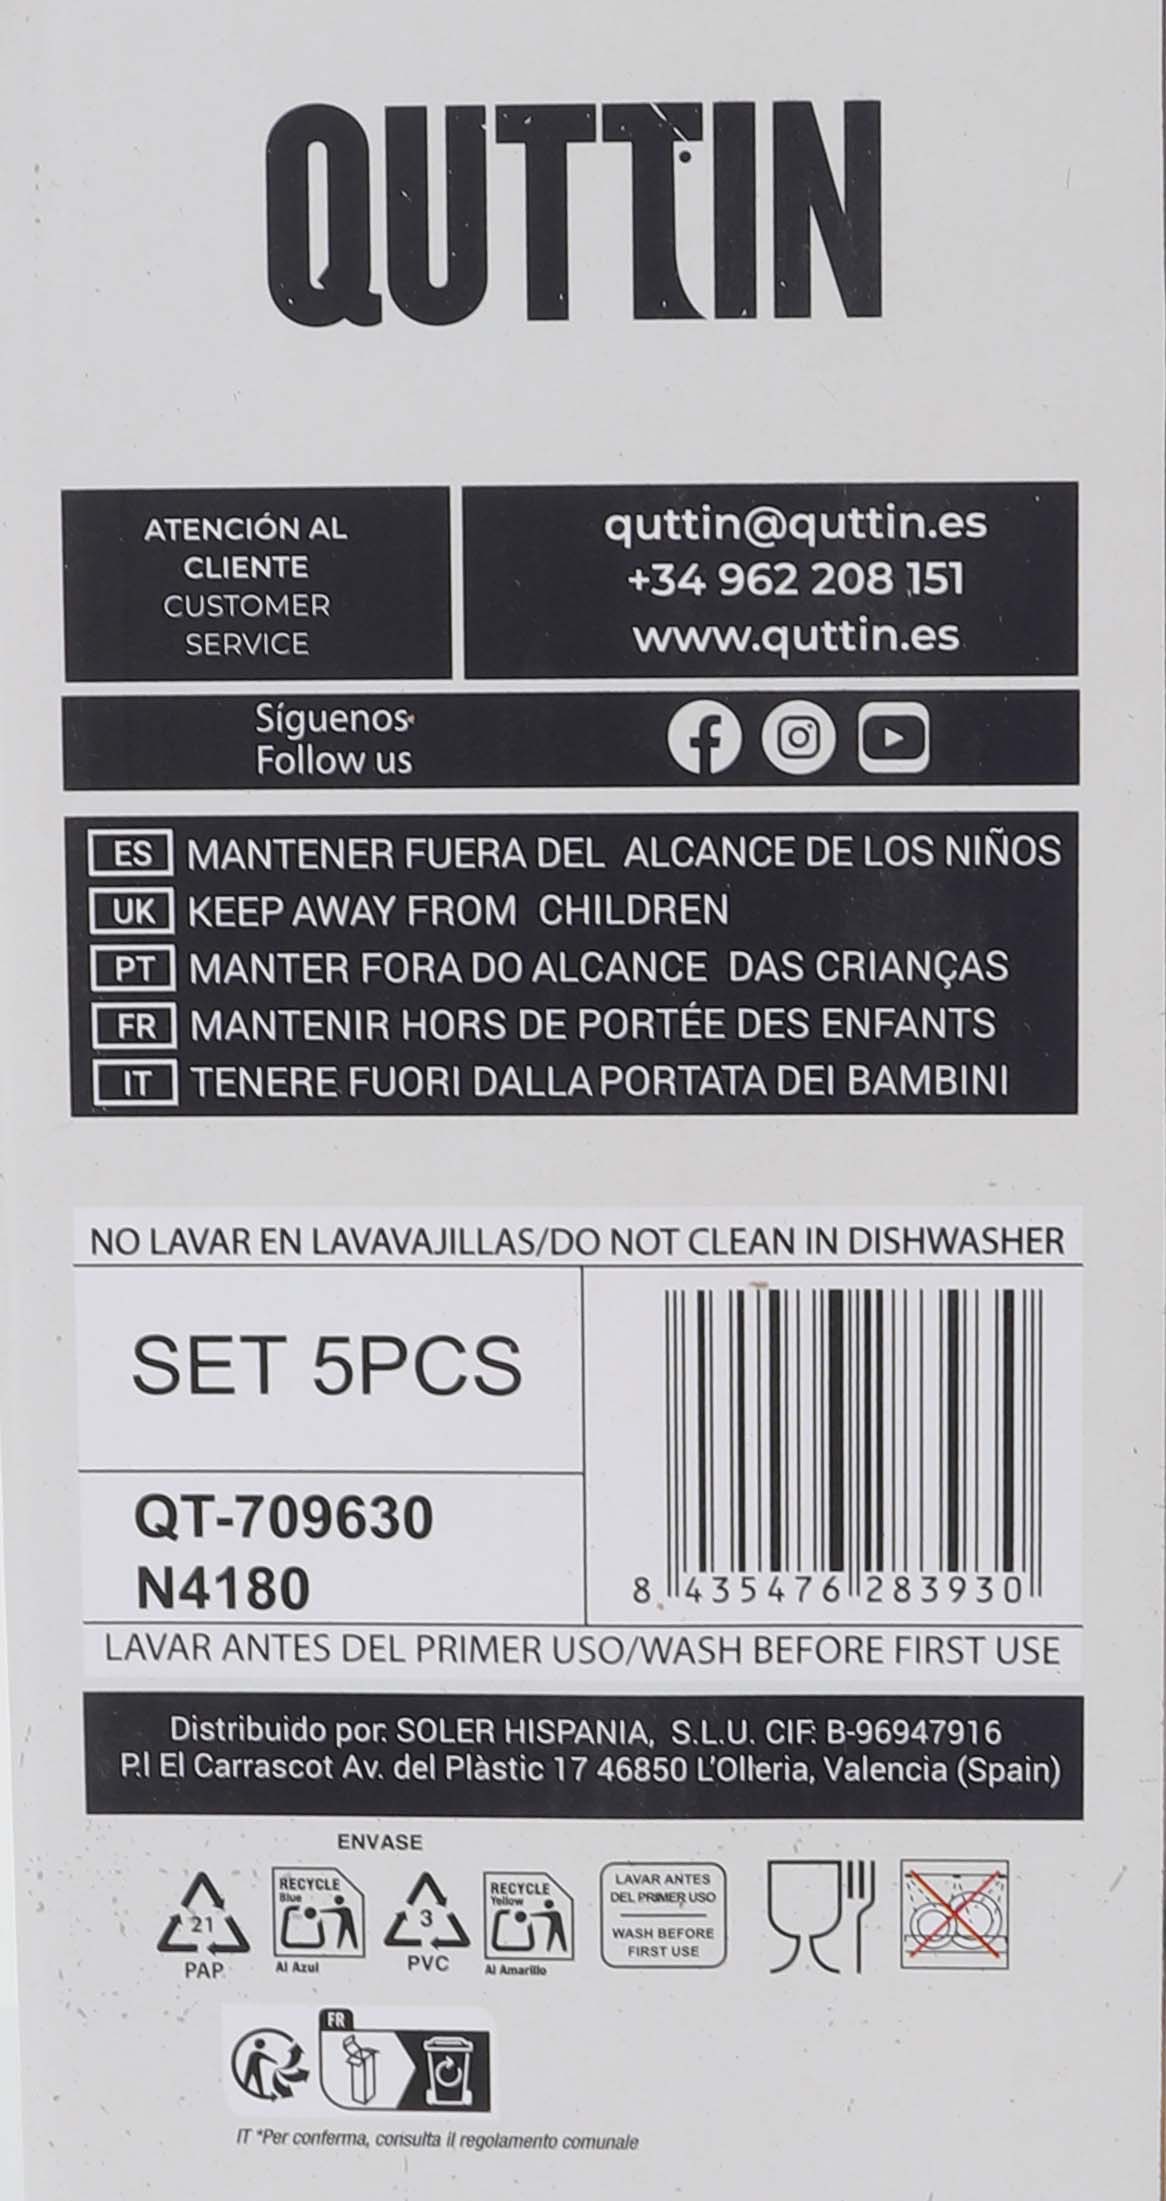 QUTTIN
ATENCIÓN AL
CLIENTE
CUSTOMER
SERVICE
quttin@quttin.es
+34 962 208 151
www.quttin.es
Síguenos
Follow us
ES MANTENER FUERA DEL ALCANCE DE LOS NIÑOS
UK KEEP AWAY FROM CHILDREN
PT MANTER FORA DO ALCANCE DAS CRIANÇAS
FR MANTENIR HORS DE PORTÉE DES ENFANTS
IT TENERE FUORI DALLA PORTATA DEI BAMBINI
NO LAVAR EN LAVAVAJILLAS/DO NOT CLEAN IN DISHWASHER
SET 5PCS
QT-709630
N4180
8 435476 283930
LAVAR ANTES DEL PRIMER USO/WASH BEFORE FIRST USE
Distribuido por: SOLER HISPANIA, S.L.U. CIF: B-96947916
P.I El Carrascot Av. del Plàstic 17 46850 L'Olleria, Valencia (Spain)
ENVASE
21
PAP
RECYCLE
Blue
Al Azul
3
PVC
RECYCLE
Yellow
Al Amarillo
LAVAR ANTES
DEL PRIMER USO
WASH BEFORE
FIRST USE
FR
IT *Per conferma, consulta il regolamento comunale